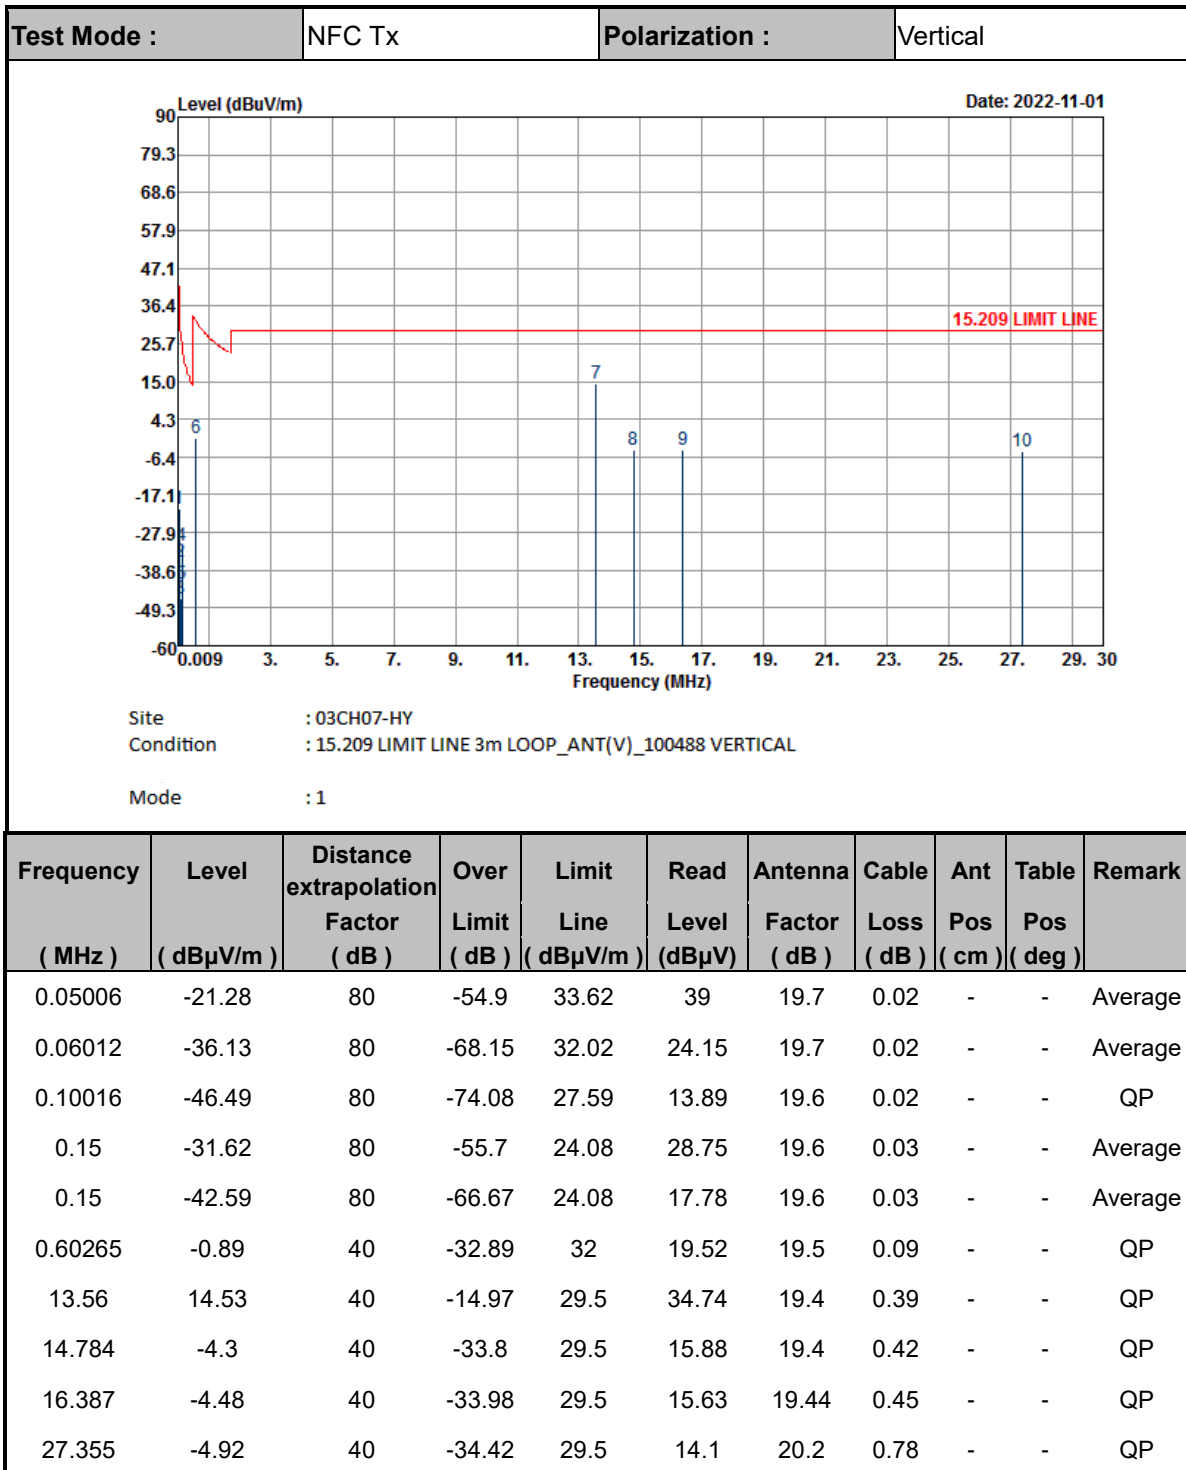 Test Mode : NFC Tx Polarization : Vertical
Level (dBuV/m) Date: 2022-11-01
90
79.3
68.6
57.9
47.1
36.4
15.209 LIMIT LINE
25.7
7
15.0
4.3
6
8 9 10
-6.4
-17.1
-27.9
-38.6
-49.3
-60
0.009 3. 5. 7. 9. 11. 13. 15. 17. 19. 21. 23. 25. 27. 29. 30
Frequency (MHz)
Site : 03CH07-HY
Condition : 15.209 LIMIT LINE 3m LOOP_ANT(V)_100488 VERTICAL
Mode : 1
Frequency Level Distance extrapolation Over Limit Read Antenna Cable Ant Table Remark
Factor Limit Line Level Factor Loss Pos Pos
( MHz ) ( dBµV/m ) ( dB ) ( dB ) ( dBµV/m ) (dBµV) ( dB ) ( dB ) ( cm ) ( deg )
0.05006 -21.28 80 -54.9 33.62 39 19.7 0.02 - - Average
0.06012 -36.13 80 -68.15 32.02 24.15 19.7 0.02 - - Average
0.10016 -46.49 80 -74.08 27.59 13.89 19.6 0.02 - - QP
0.15 -31.62 80 -55.7 24.08 28.75 19.6 0.03 - - Average
0.15 -42.59 80 -66.67 24.08 17.78 19.6 0.03 - - Average
0.60265 -0.89 40 -32.89 32 19.52 19.5 0.09 - - QP
13.56 14.53 40 -14.97 29.5 34.74 19.4 0.39 - - QP
14.784 -4.3 40 -33.8 29.5 15.88 19.4 0.42 - - QP
16.387 -4.48 40 -33.98 29.5 15.63 19.44 0.45 - - QP
27.355 -4.92 40 -34.42 29.5 14.1 20.2 0.78 - - QP